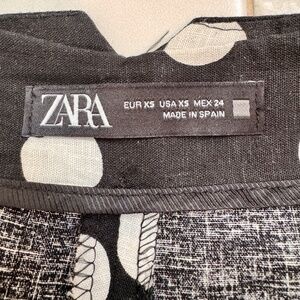 ZARA
EUR XS USA XS MEX 24
MADE IN SPAIN